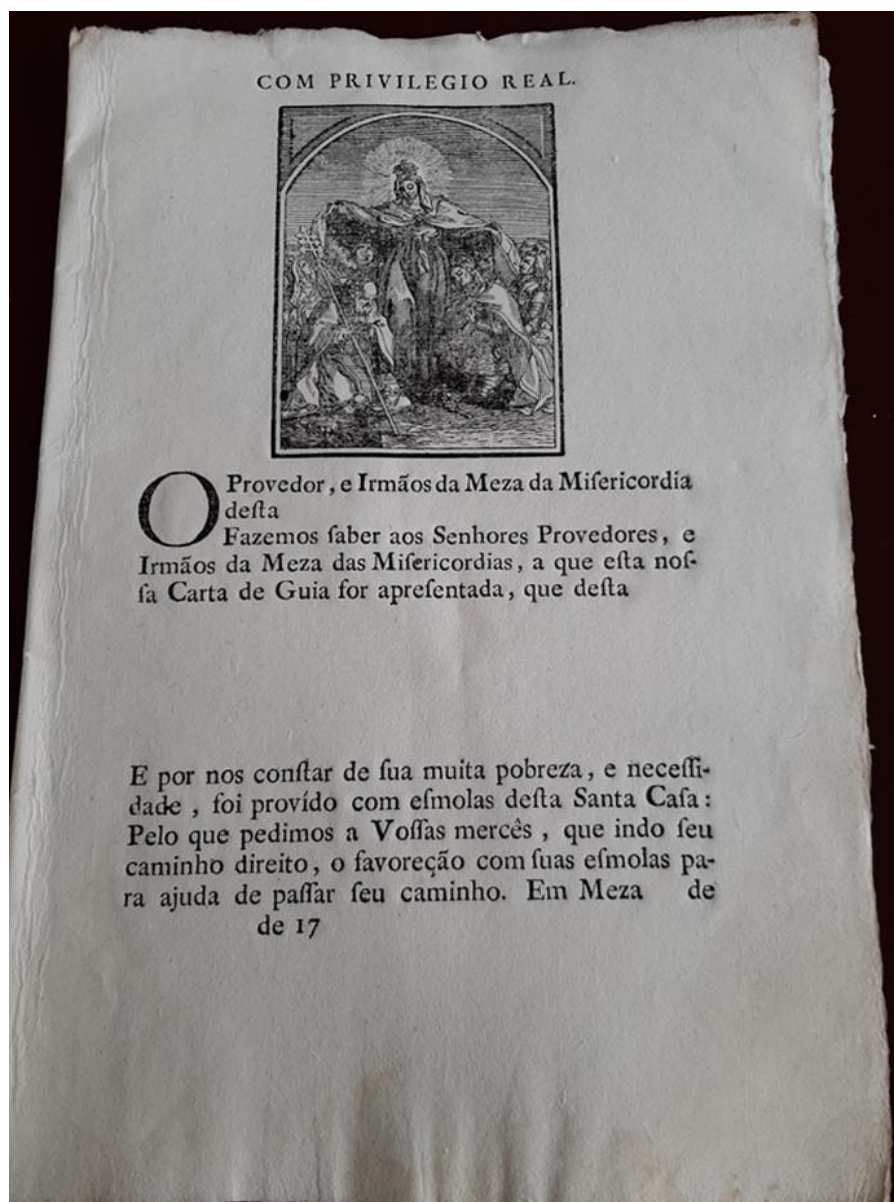 COM PRIVILEGIO REAL.
O Provedor, e Irmãos da Meza da Miſericordia
deſta
Fazemos ſaber aos Senhores Provedores, e
Irmãos da Meza das Miſericordias, a que eſta noſ-
ſa Carta de Guia for apreſentada, que deſta
E por nos conſtar de ſua muita pobreza, e neceſſi-
dade, foi provído com eſmolas deſta Santa Caſa:
Pelo que pedimos a Voſſas mercês, que indo ſeu
caminho direito, o favoreção com ſuas eſmolas pa-
ra ajuda de paſſar ſeu caminho. Em Meza de
de 17